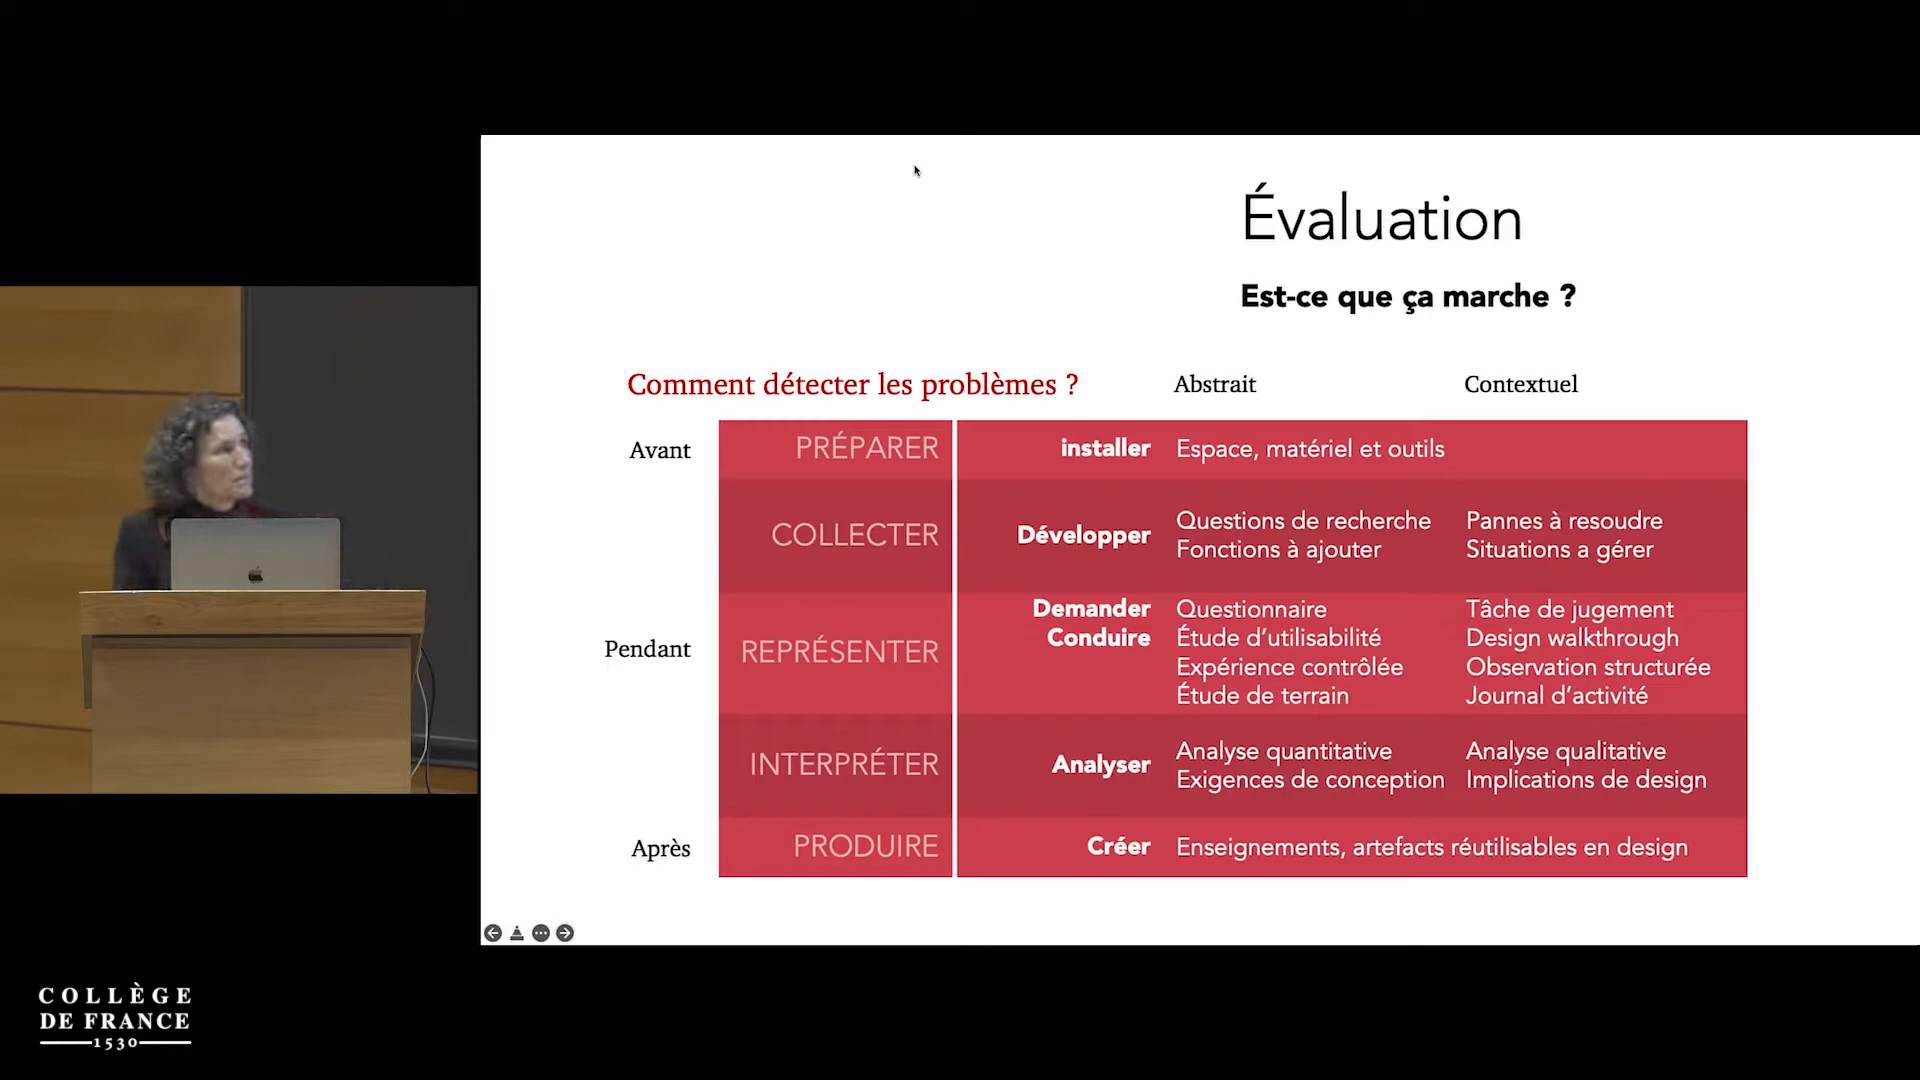 Évaluation
Est-ce que ça marche ?
Comment détecter les problèmes ?
Abstrait
Contextuel
Avant
PRÉPARER
installer
Espace, matériel et outils
COLLECTER
Développer
Questions de recherche
Fonctions à ajouter
Pannes à resoudre
Situations a gérer
Pendant
REPRÉSENTER
Demander
Conduire
Questionnaire
Étude d'utilisabilité
Expérience contrôlée
Étude de terrain
Tâche de jugement
Design walkthrough
Observation structurée
Journal d'activité
INTERPRÉTER
Analyser
Analyse quantitative
Exigences de conception
Analyse qualitative
Implications de design
Après
PRODUIRE
Créer
Enseignements, artefacts réutilisables en design
COLLÈGE
DE FRANCE
1530